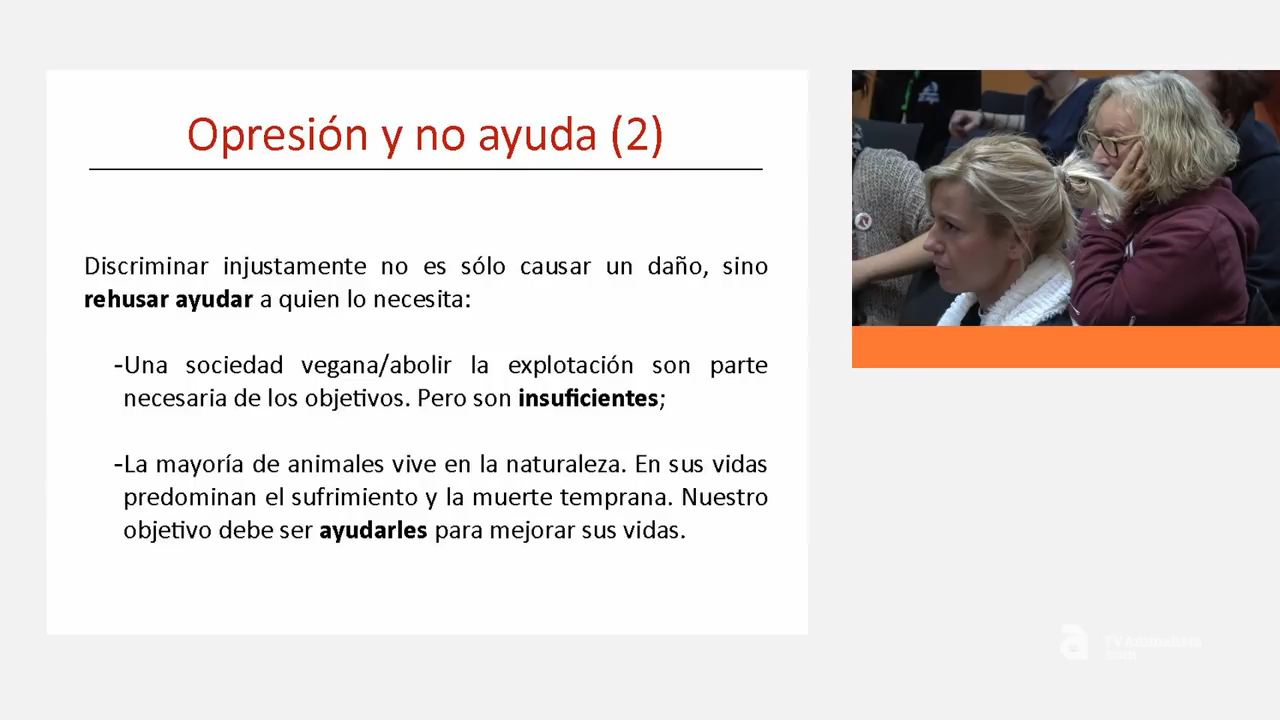 Opresión y no ayuda (2)
Discriminar injustamente no es sólo causar un daño, sino
rehusar ayudar a quien lo necesita:
-Una sociedad vegana/abolir la explotación son parte
necesaria de los objetivos. Pero son insuficientes;
-La mayoría de animales vive en la naturaleza. En sus vidas
predominan el sufrimiento y la muerte temprana. Nuestro
objetivo debe ser ayudarles para mejorar sus vidas.